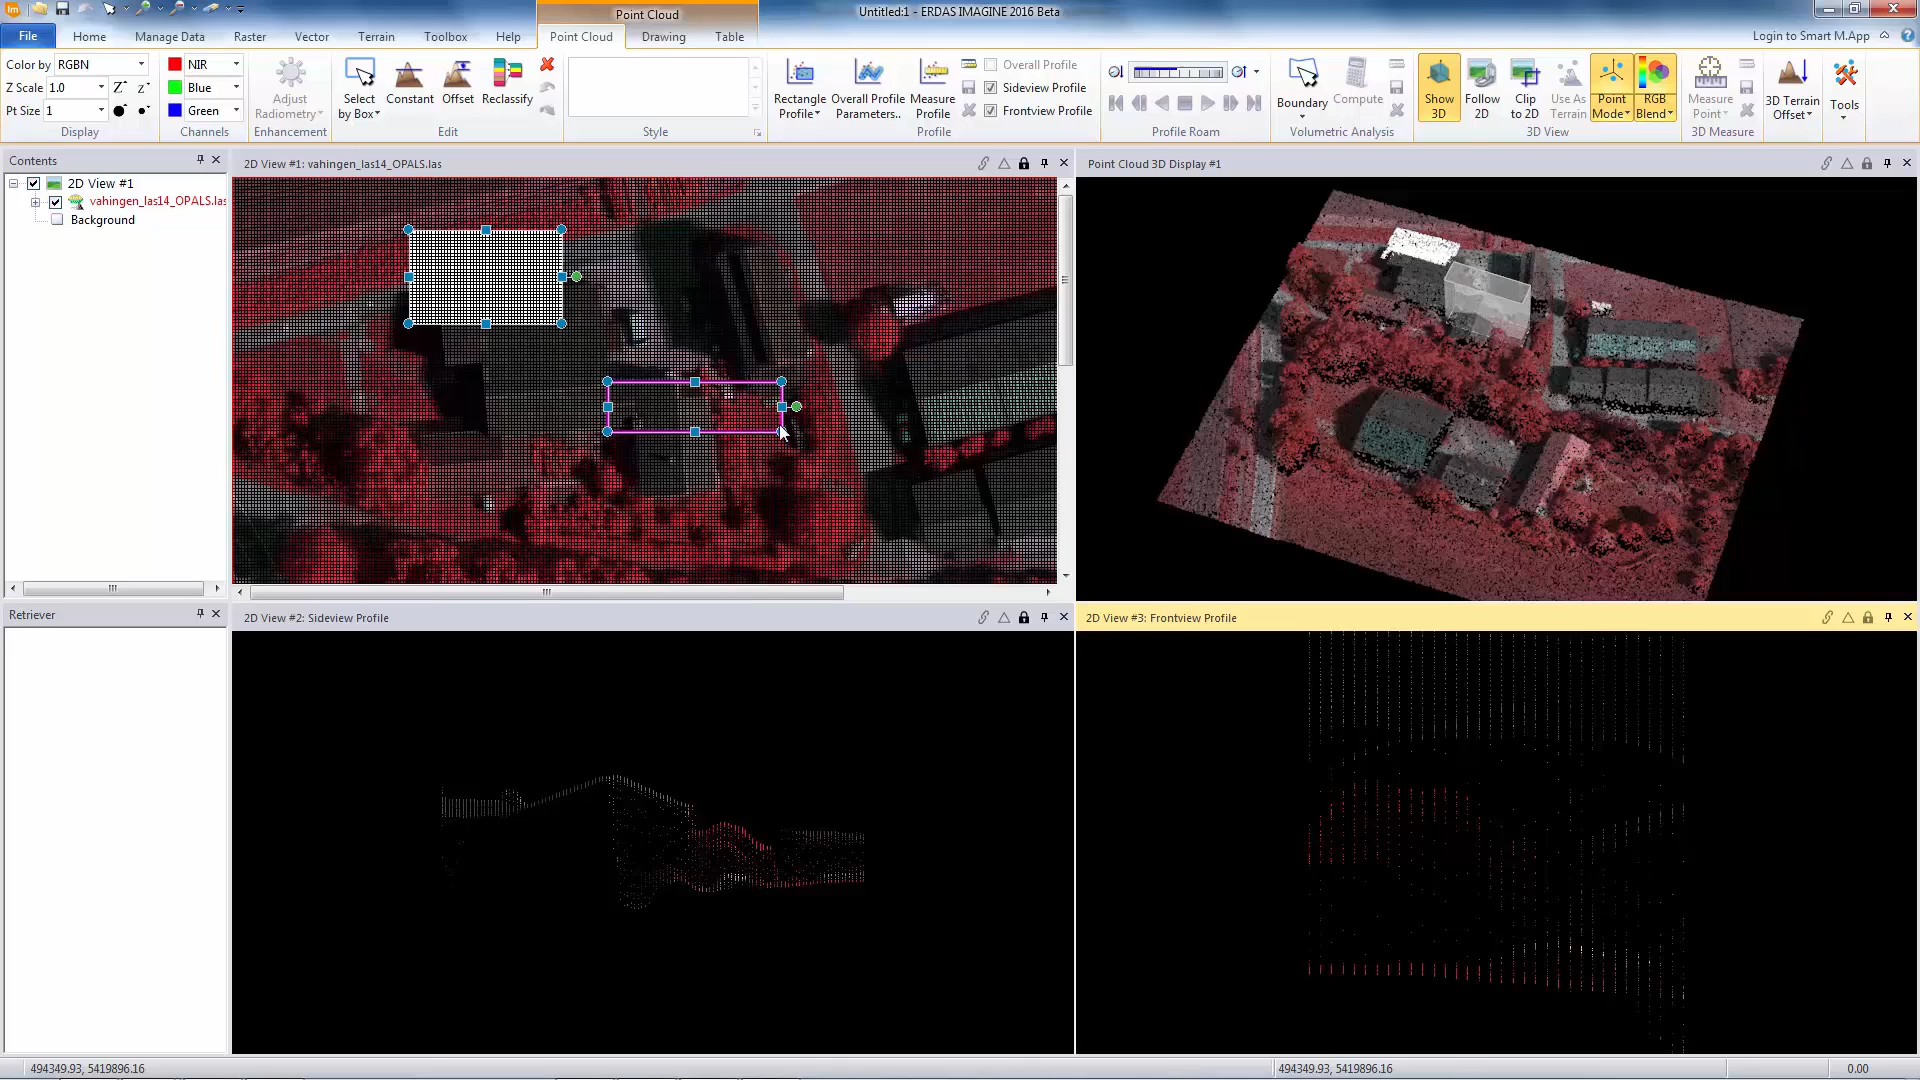 Point Cloud
Untitled:1 - ERDAS IMAGINE 2016 Beta
File Home Manage Data Raster Vector Terrain Toolbox Help Point Cloud Drawing Table Login to Smart M.App
Color by RGBN NIR
Z Scale 1.0 Blue
Pt Size 1 Green
Adjust Radiometry
Select by Box
Constant
Offset
Reclassify
Rectangle Profile
Overall Profile Parameters..
Measure Profile
Overall Profile
Sideview Profile
Frontview Profile
Boundary
Compute
Show 3D
Follow 2D
Clip to 2D
Use As Terrain
Point Mode
RGB Blend
Measure Point
3D Terrain Offset
Tools
Display Channels Enhancement Edit Style Profile Profile Roam Volumetric Analysis 3D View 3D Measure
Contents
2D View #1
vahingen_las14_OPALS.las
Background
2D View #1: vahingen_las14_OPALS.las
Point Cloud 3D Display #1
Retriever
2D View #2: Sideview Profile
2D View #3: Frontview Profile
494349.93, 5419896.16
494349.93, 5419896.16
0.00